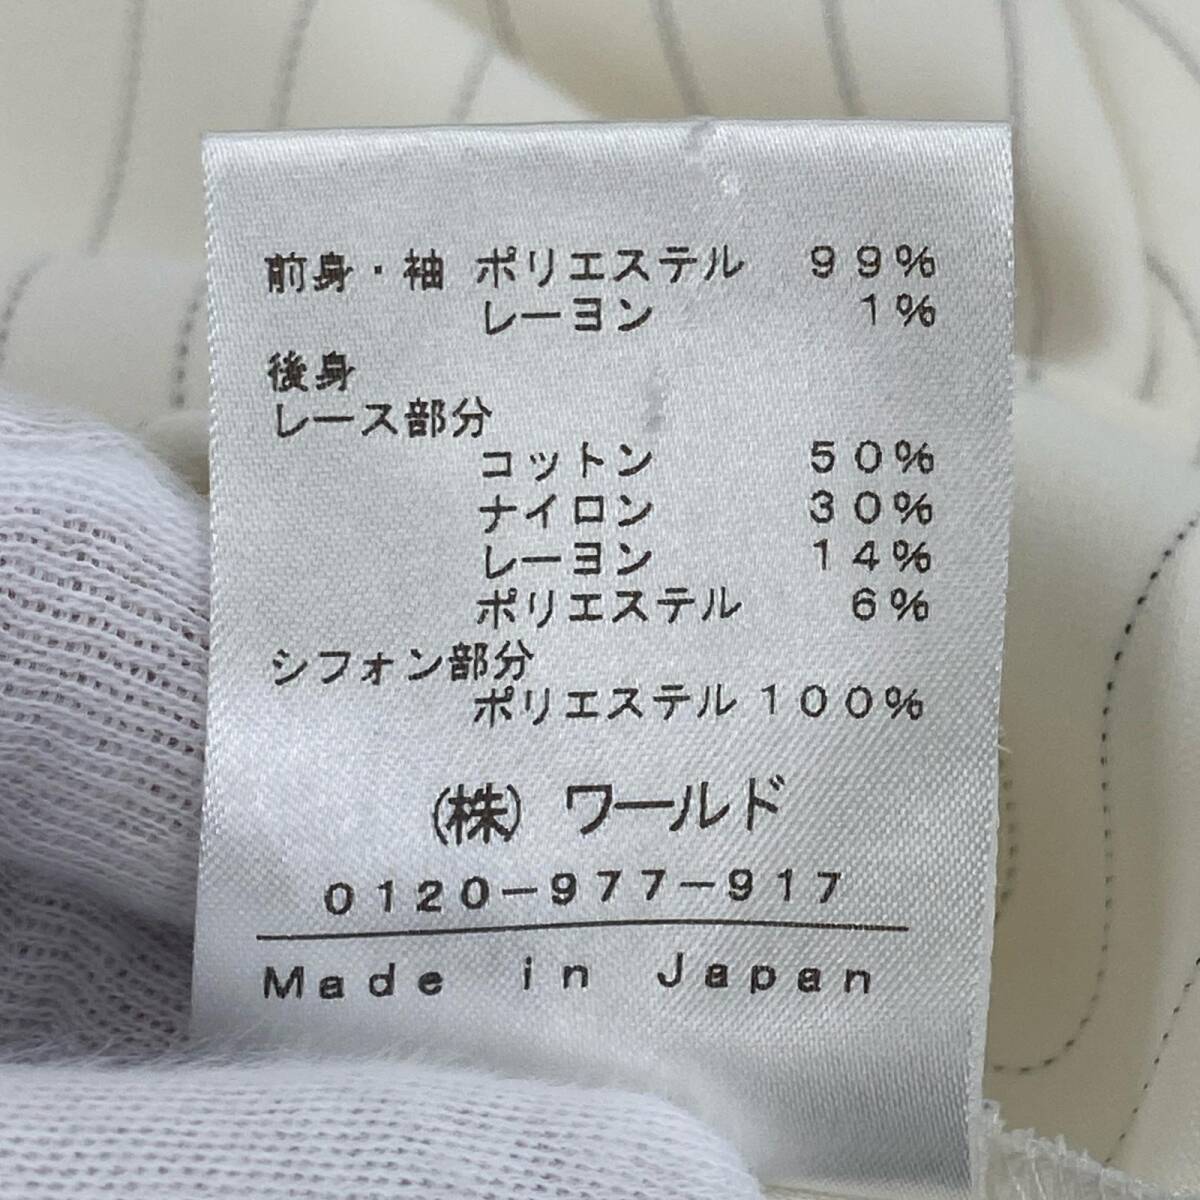 前身・袖 ポリエステル 99%
レーヨン 1%
後身
レース部分
コットン 50%
ナイロン 30%
レーヨン 14%
ポリエステル 6%
シフォン部分
ポリエステル 100%
(株) ワールド
0120-977-917
Made in Japan